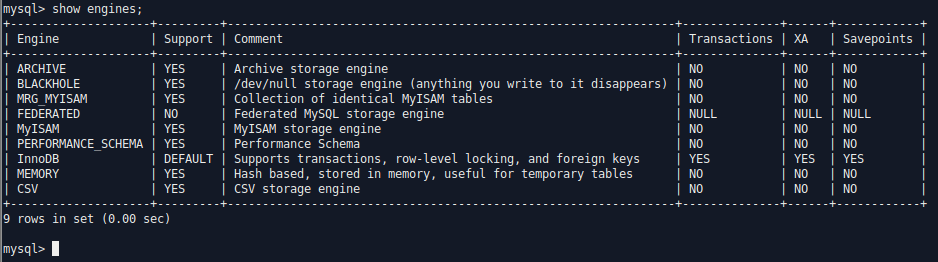 mysql> show engines;
+--------------------+---------+----------------------------------------------------------------+--------------+------+------------+
| Engine             | Support | Comment                                                        | Transactions | XA   | Savepoints |
+--------------------+---------+----------------------------------------------------------------+--------------+------+------------+
| ARCHIVE            | YES     | Archive storage engine                                         | NO           | NO   | NO         |
| BLACKHOLE          | YES     | /dev/null storage engine (anything you write to it disappears) | NO           | NO   | NO         |
| MRG_MYISAM         | YES     | Collection of identical MyISAM tables                          | NO           | NO   | NO         |
| FEDERATED          | NO      | Federated MySQL storage engine                                 | NULL         | NULL | NULL       |
| MyISAM             | YES     | MyISAM storage engine                                          | NO           | NO   | NO         |
| PERFORMANCE_SCHEMA | YES     | Performance Schema                                             | NO           | NO   | NO         |
| InnoDB             | DEFAULT | Supports transactions, row-level locking, and foreign keys     | YES          | YES  | YES        |
| MEMORY             | YES     | Hash based, stored in memory, useful for temporary tables      | NO           | NO   | NO         |
| CSV                | YES     | CSV storage engine                                             | NO           | NO   | NO         |
+--------------------+---------+----------------------------------------------------------------+--------------+------+------------+
9 rows in set (0.00 sec)
mysql>